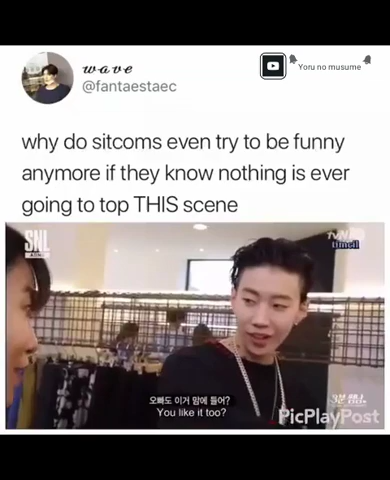 𝔀𝓪𝓿𝓮
@fantaestaec
Yoru no musume
why do sitcoms even try to be funny
anymore if they know nothing is ever
going to top THIS scene
SNL
tvN
오빠도 이거 맘에 들어?
You like it too?
PicPlayPost